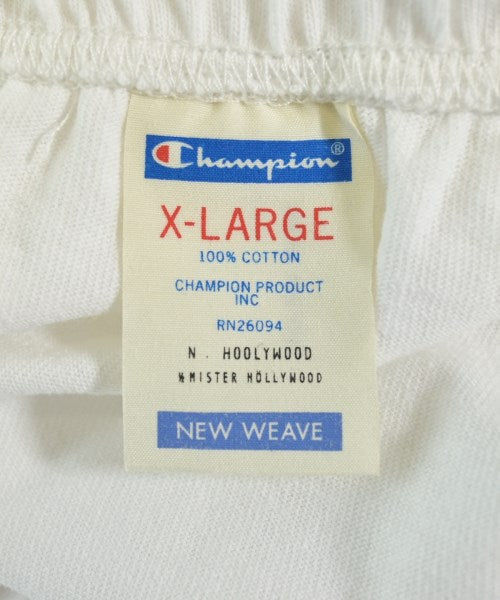 Champion®
X-LARGE
100% COTTON
CHAMPION PRODUCT
INC
RN26094
N. HOOLYWOOD
MISTER HÖLLYWOOD
NEW WEAVE